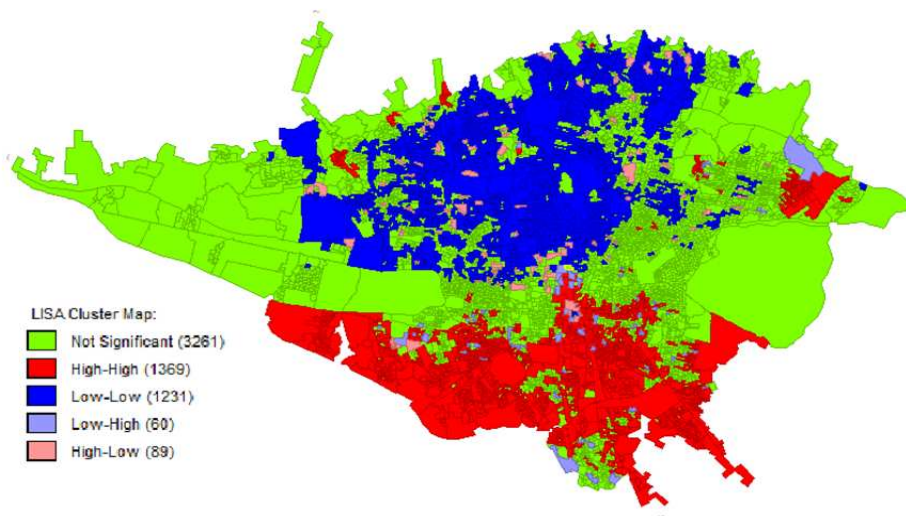 LISA Cluster Map:
Not Significant (3261)
High-High (1369)
Low-Low (1231)
Low-High (60)
High-Low (89)